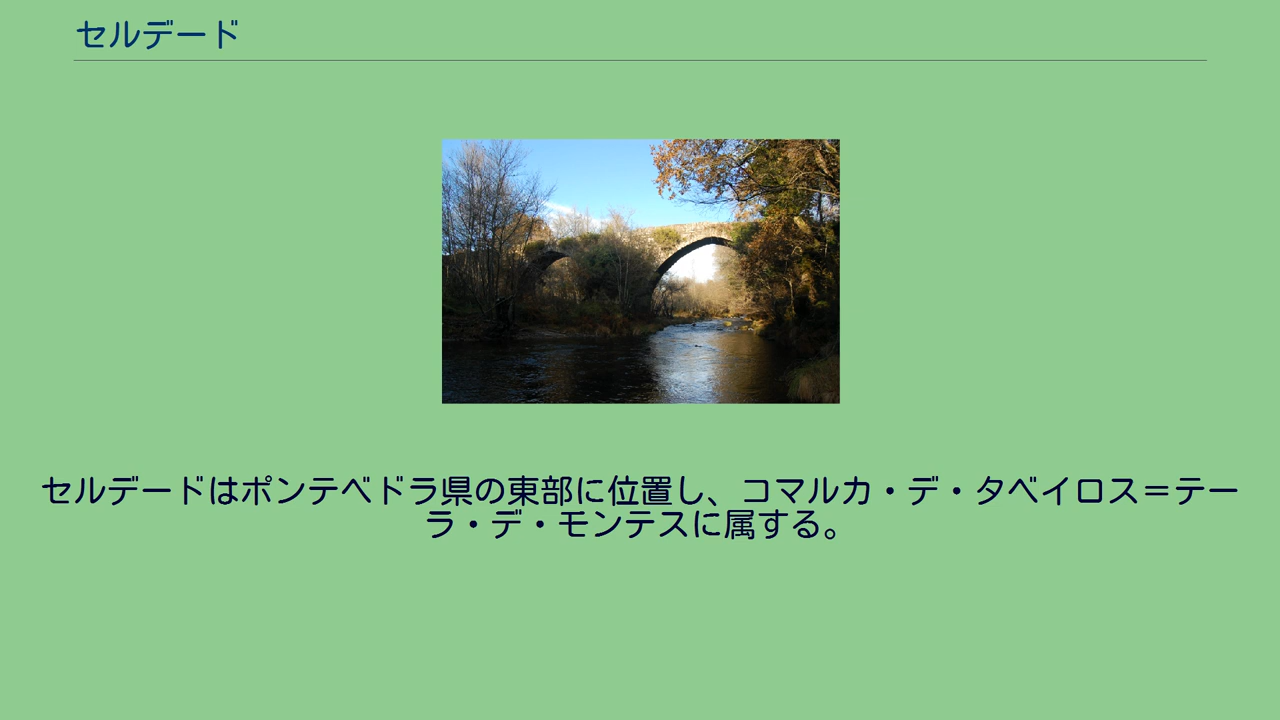 セルデード
セルデードはポンテベドラ県の東部に位置し、コマルカ・デ・タベイロス＝テー
ラ・デ・モンテスに属する。